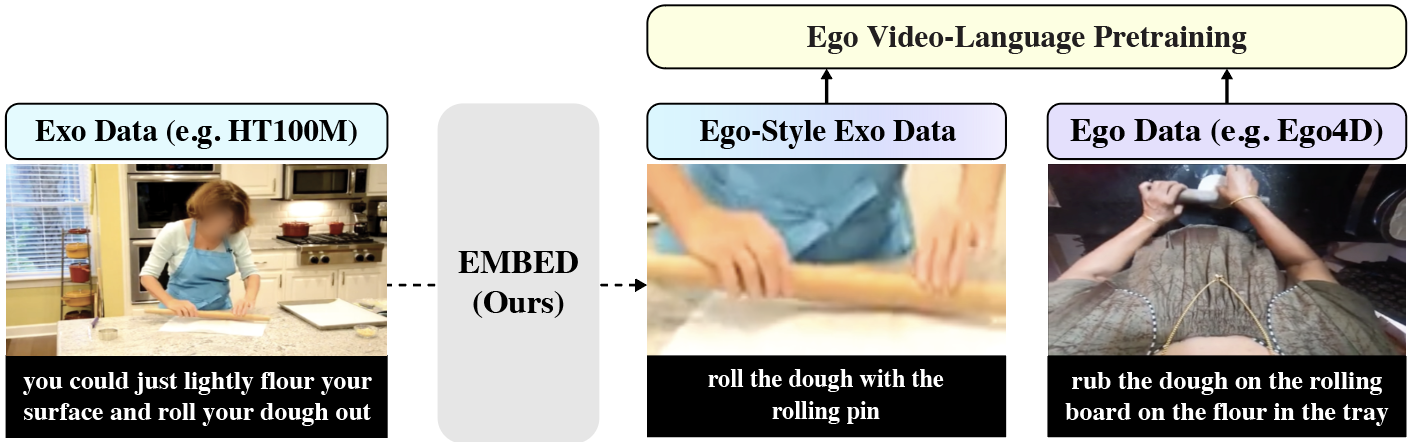 Ego Video-Language Pretraining
Exo Data (e.g. HT100M)
EMBED
(Ours)
Ego-Style Exo Data
Ego Data (e.g. Ego4D)
you could just lightly flour your
surface and roll your dough out
roll the dough with the
rolling pin
rub the dough on the rolling
board on the flour in the tray